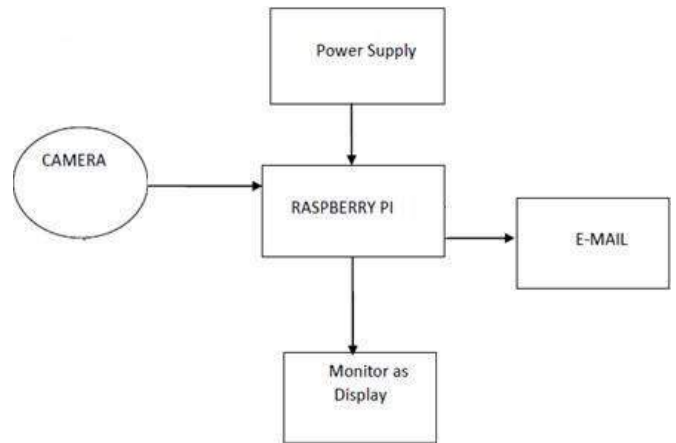 Power Supply
CAMERA
RASPBERRY PI
E-MAIL
Monitor as
Display